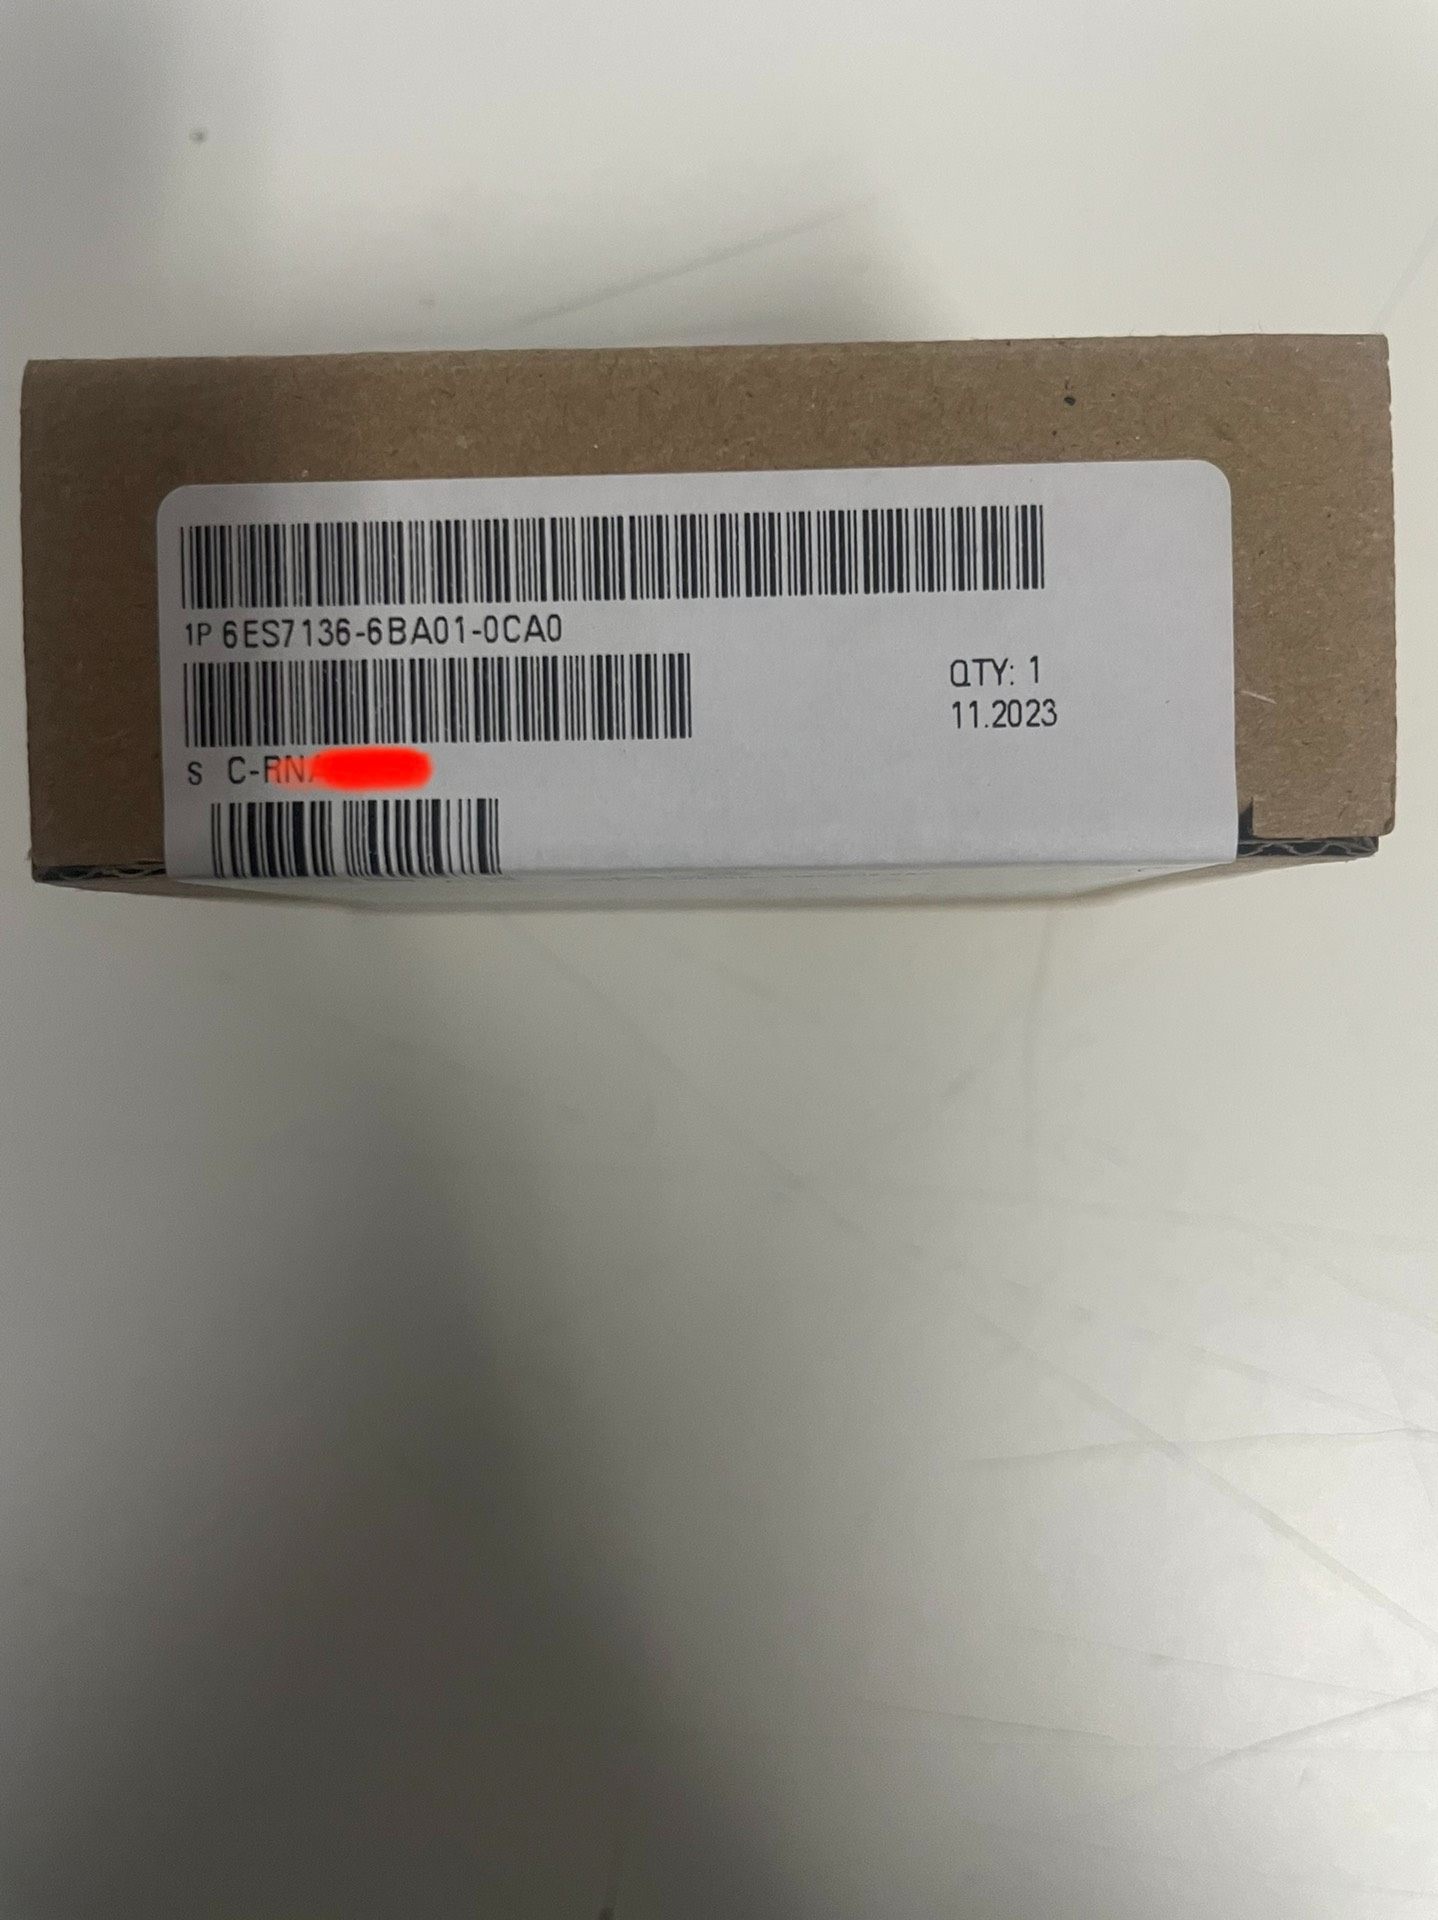 1P 6ES7136-6BA01-0CA0
QTY: 1
11.2023
S C-RN